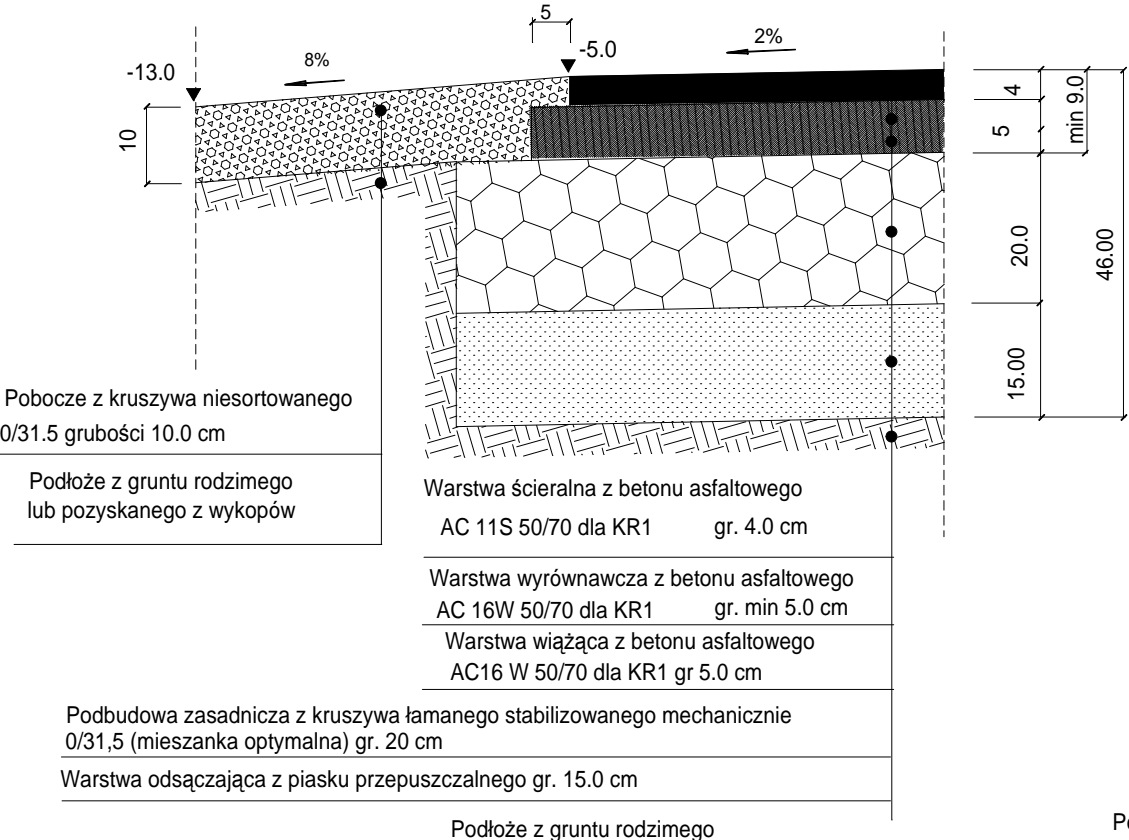 5
-5.0
2%
8%
-13.0
10
4
5
min 9.0
20.0
46.00
15.00
Pobocze z kruszywa niesortowanego
0/31.5 grubości 10.0 cm
Podłoże z gruntu rodzimego
lub pozyskanego z wykopów
Warstwa ścieralna z betonu asfaltowego
AC 11S 50/70 dla KR1 gr. 4.0 cm
Warstwa wyrównawcza z betonu asfaltowego
AC 16W 50/70 dla KR1 gr. min 5.0 cm
Warstwa wiążąca z betonu asfaltowego
AC16 W 50/70 dla KR1 gr 5.0 cm
Podbudowa zasadnicza z kruszywa łamanego stabilizowanego mechanicznie
0/31,5 (mieszanka optymalna) gr. 20 cm
Warstwa odsączająca z piasku przepuszczalnego gr. 15.0 cm
Podłoże z gruntu rodzimego